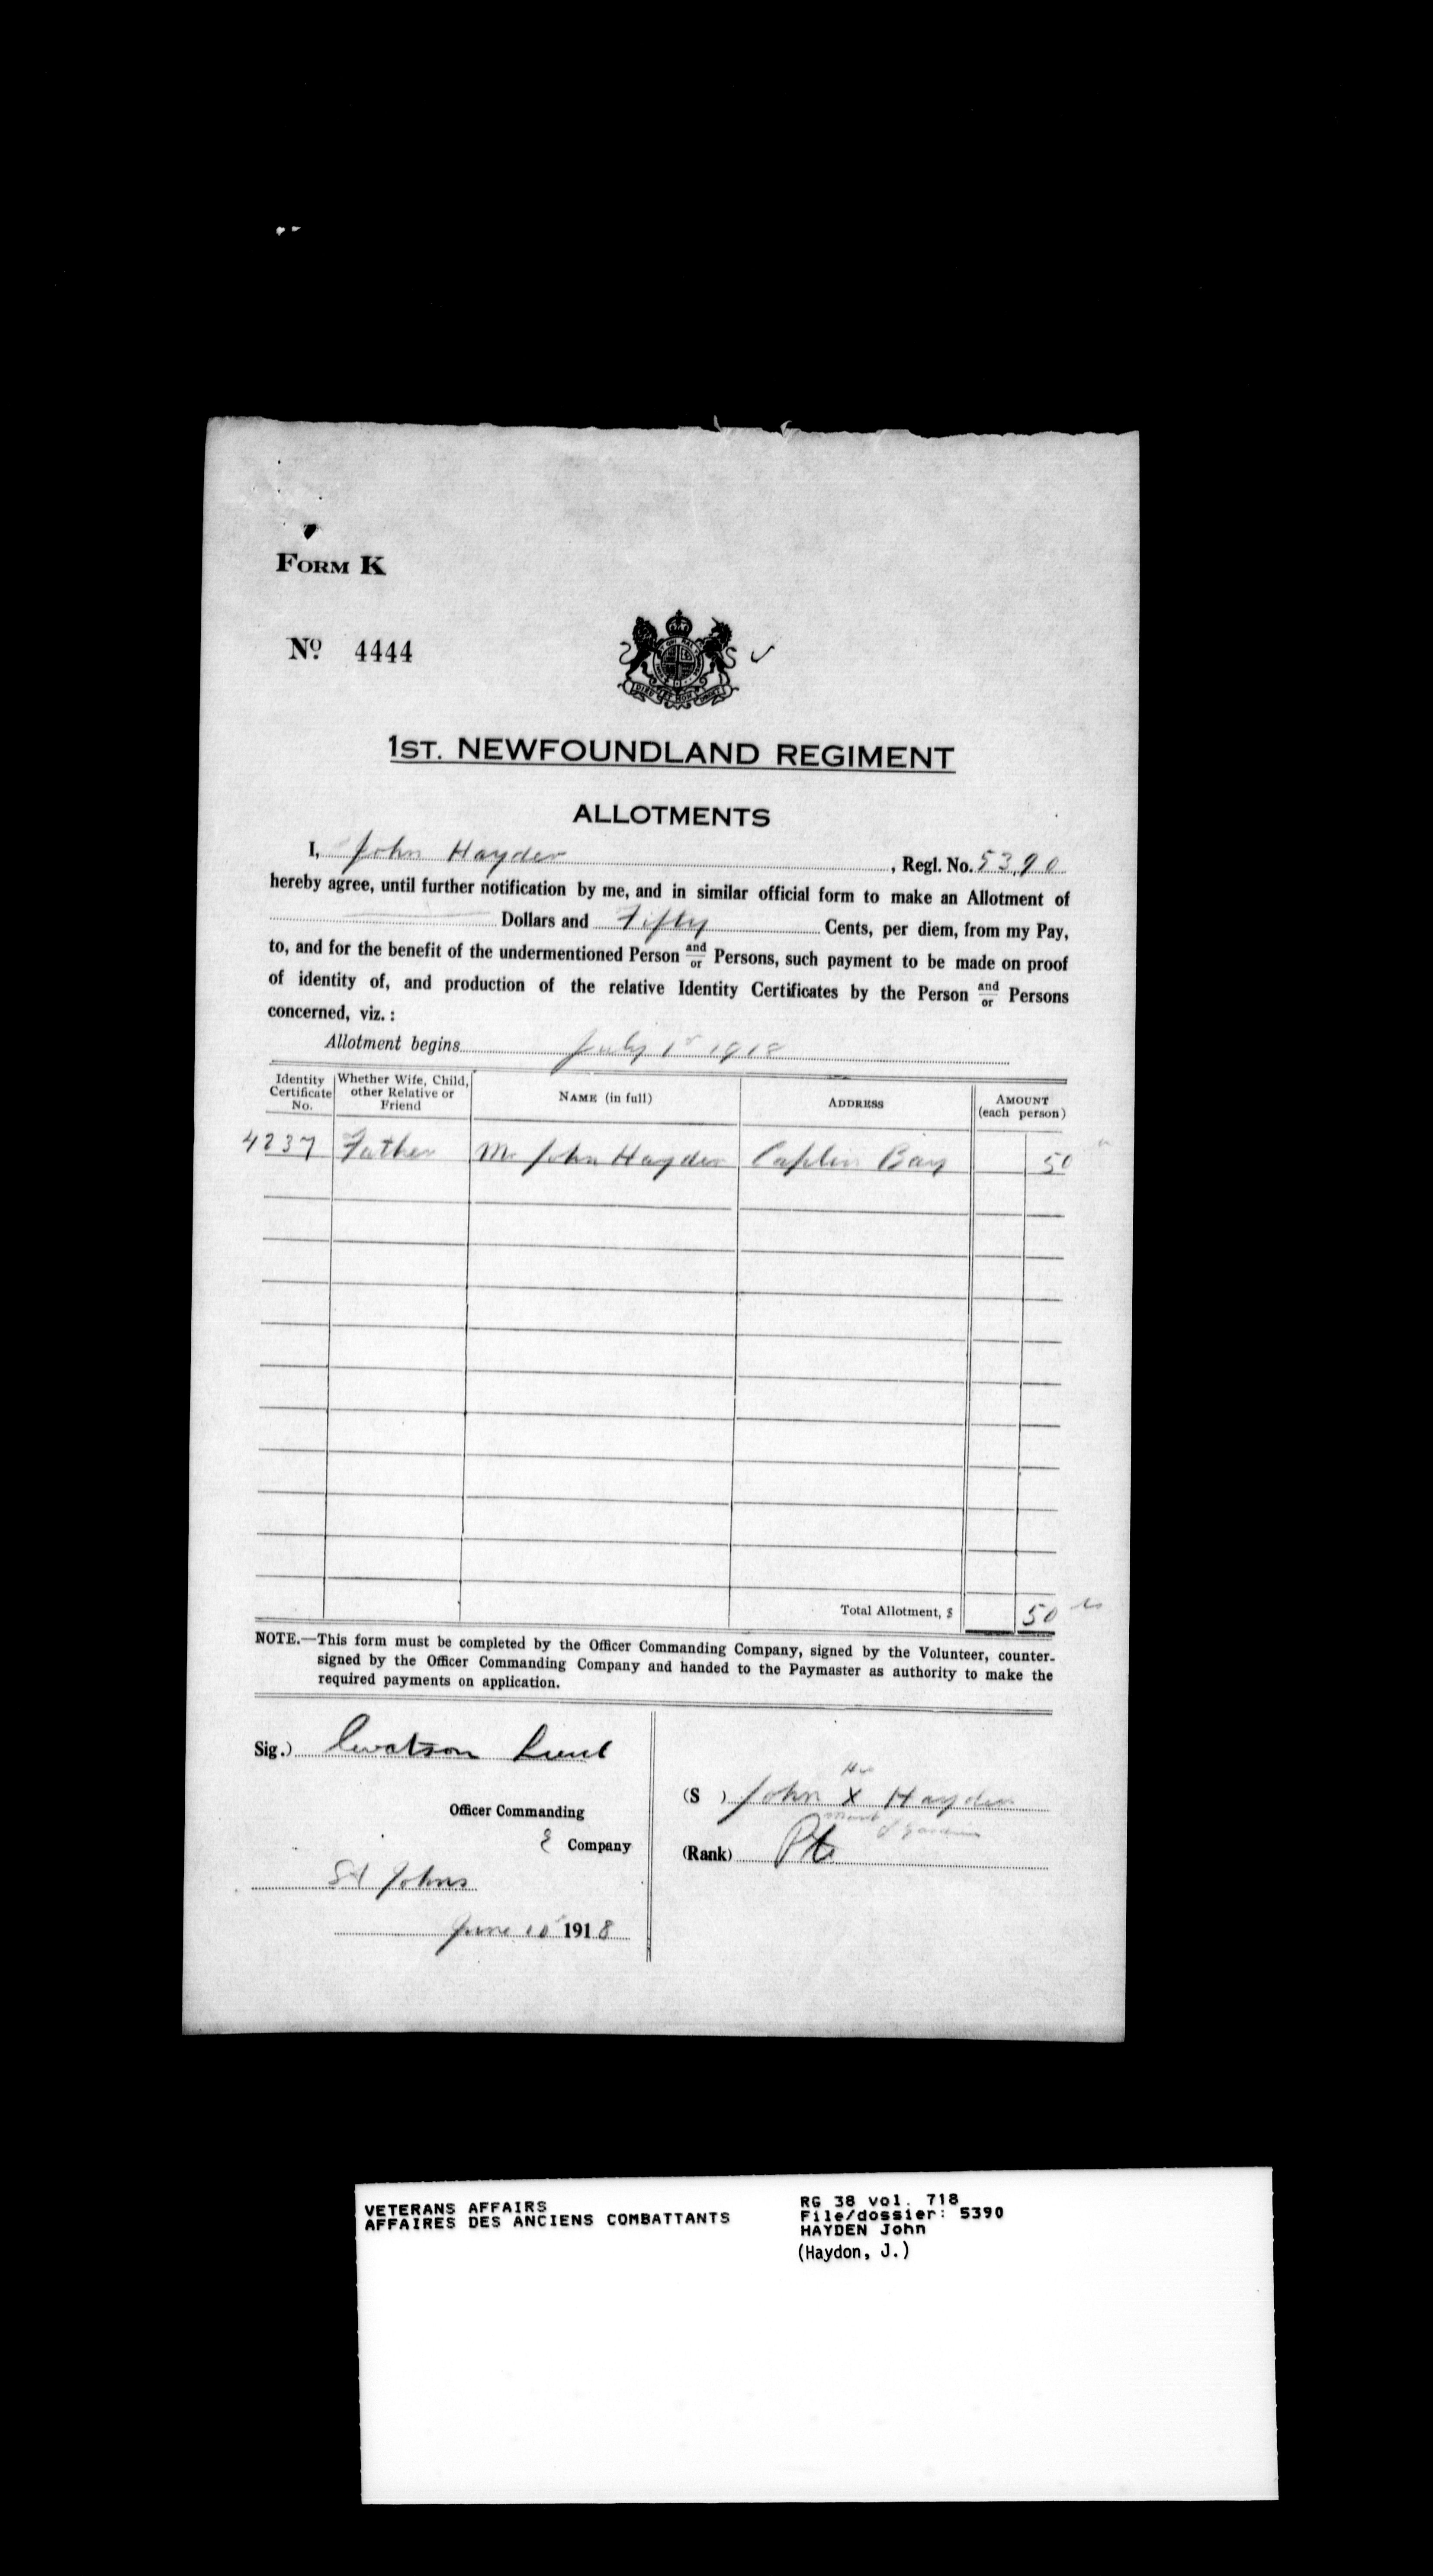 FORM K
No. 4444
1ST. NEWFOUNDLAND REGIMENT
ALLOTMENTS
I, John Hayden, Regl. No. 5390
hereby agree, until further notification by me, and in similar official form to make an Allotment of
Dollars and Fifty Cents, per diem, from my Pay,
to, and for the benefit of the undermentioned Person and/or Persons, such payment to be made on proof
of identity of, and production of the relative Identity Certificates by the Person and/or Persons
concerned, viz.:
Allotment begins July 1st 1918
Identity Certificate No. | Whether Wife, Child, other Relative or Friend | NAME (in full) | ADDRESS | AMOUNT (each person)
4237 | Father | Mr John Hayden | Caplin Bay | 50
Total Allotment, $ 50
NOTE.—This form must be completed by the Officer Commanding Company, signed by the Volunteer, counter-
signed by the Officer Commanding Company and handed to the Paymaster as authority to make the
required payments on application.
Sig.) Cwatson Lieut
Officer Commanding
E Company
St Johns
June 10 1918
His
(S ) John X Hayden
mark
(Rank) Pte
VETERANS AFFAIRS
AFFAIRES DES ANCIENS COMBATTANTS
RG 38 vol. 718
File/dossier: 5390
HAYDEN John
(Haydon, J.)